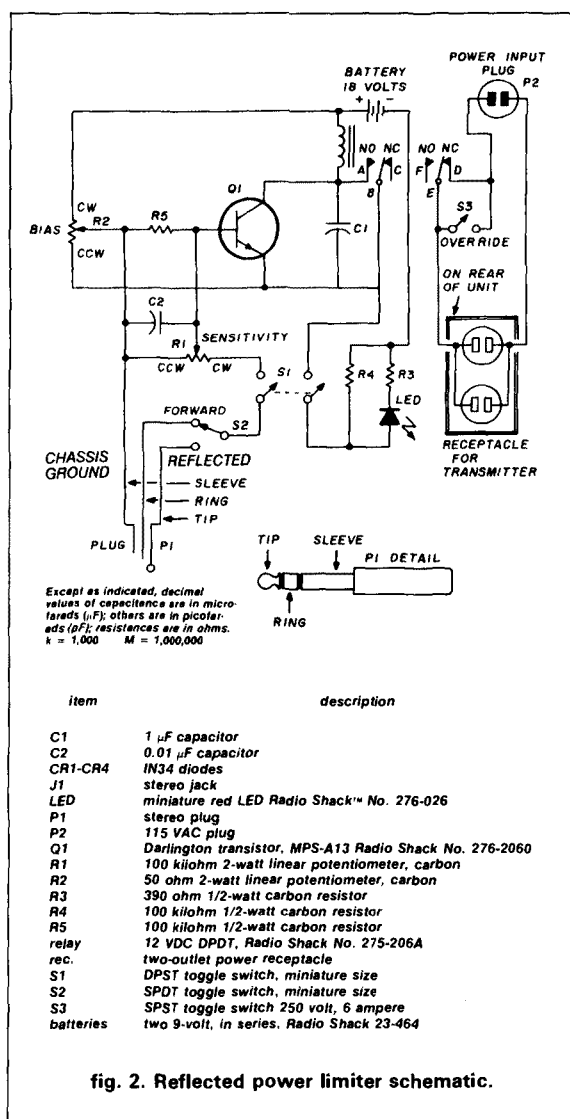 BATTERY
18 VOLTS
+ -
POWER INPUT
PLUG
P2
NO NC
A
C
B
NO NC
F
D
E
Q1
CW
BIAS
R2
CCW
R5
C1
S3
OVERRIDE
ON REAR
OF UNIT
C2
R1
SENSITIVITY
CCW
CW
S1
R4
R3
LED
FORWARD
S2
REFLECTED
CHASSIS
GROUND
RECEPTACLE
FOR
TRANSMITTER
SLEEVE
RING
TIP
PLUG
P1
TIP
SLEEVE
P1 DETAIL
RING
Except as indicated, decimal
values of capacitance are in micro-
farads (μF); others are in picofar-
ads (pF); resistances are in ohms.
k = 1,000 M = 1,000,000
item description
C1 1 μF capacitor
C2 0.01 μF capacitor
CR1-CR4 IN34 diodes
J1 stereo jack
LED miniature red LED Radio Shack™ No. 276-026
P1 stereo plug
P2 115 VAC plug
Q1 Darlington transistor, MPS-A13 Radio Shack No. 276-2060
R1 100 kilohm 2-watt linear potentiometer, carbon
R2 50 ohm 2-watt linear potentiometer, carbon
R3 390 ohm 1/2-watt carbon resistor
R4 100 kilohm 1/2-watt carbon resistor
R5 100 kilohm 1/2-watt carbon resistor
relay 12 VDC DPDT, Radio Shack No. 275-206A
rec. two-outlet power receptacle
S1 DPST toggle switch, miniature size
S2 SPDT toggle switch, miniature size
S3 SPST toggle switch 250 volt, 6 ampere
batteries two 9-volt, in series, Radio Shack 23-464
fig. 2. Reflected power limiter schematic.